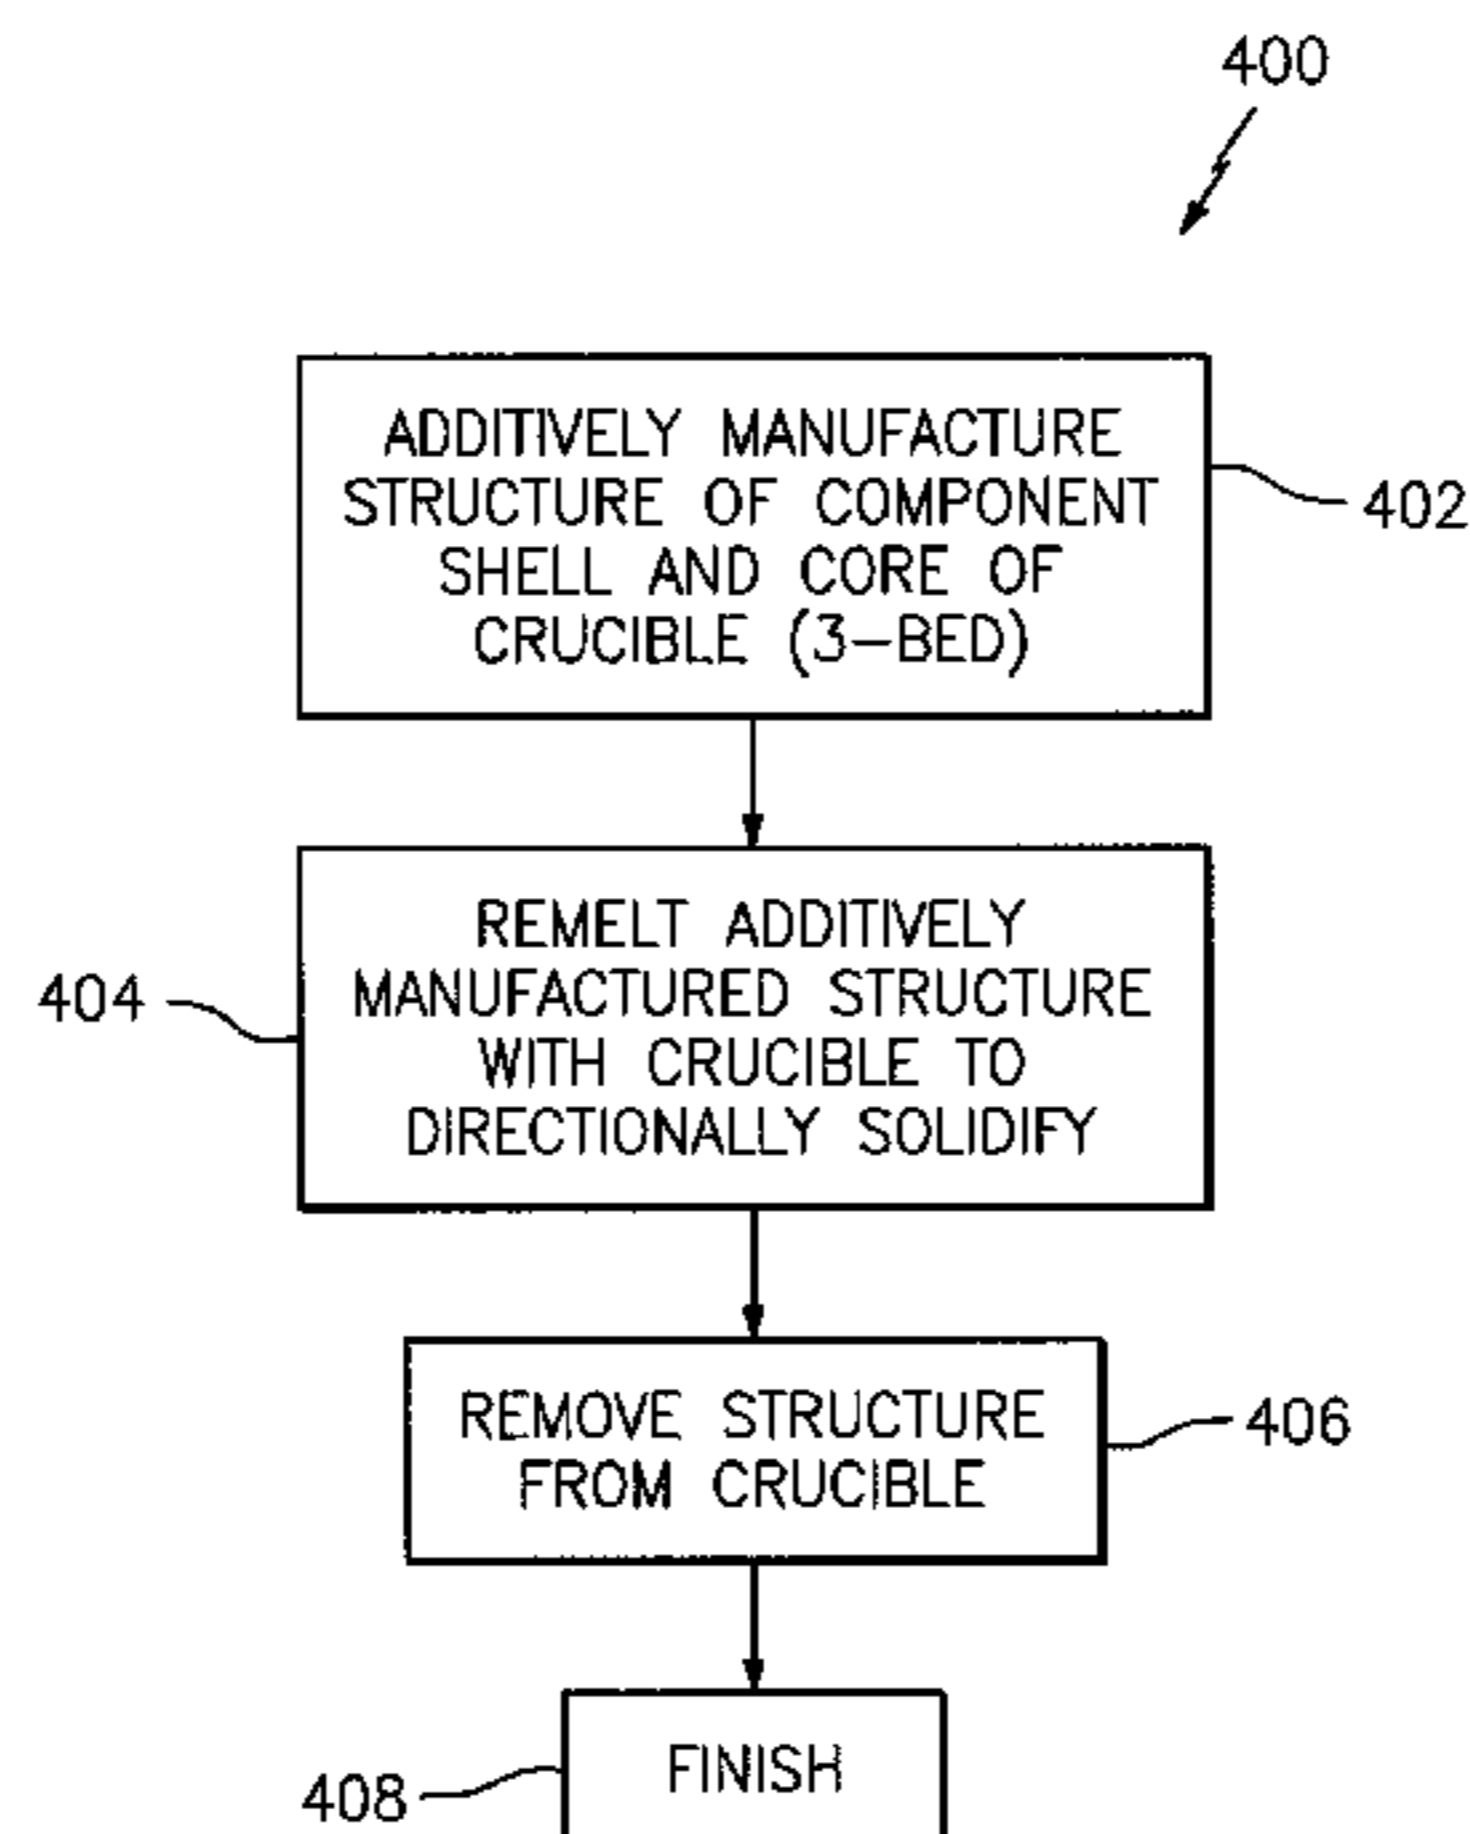 400
ADDITIVELY MANUFACTURE
STRUCTURE OF COMPONENT
SHELL AND CORE OF
CRUCIBLE (3-BED)
402
REMELT ADDITIVELY
MANUFACTURED STRUCTURE
WITH CRUCIBLE TO
DIRECTIONALLY SOLIDIFY
404
REMOVE STRUCTURE
FROM CRUCIBLE
406
FINISH
408